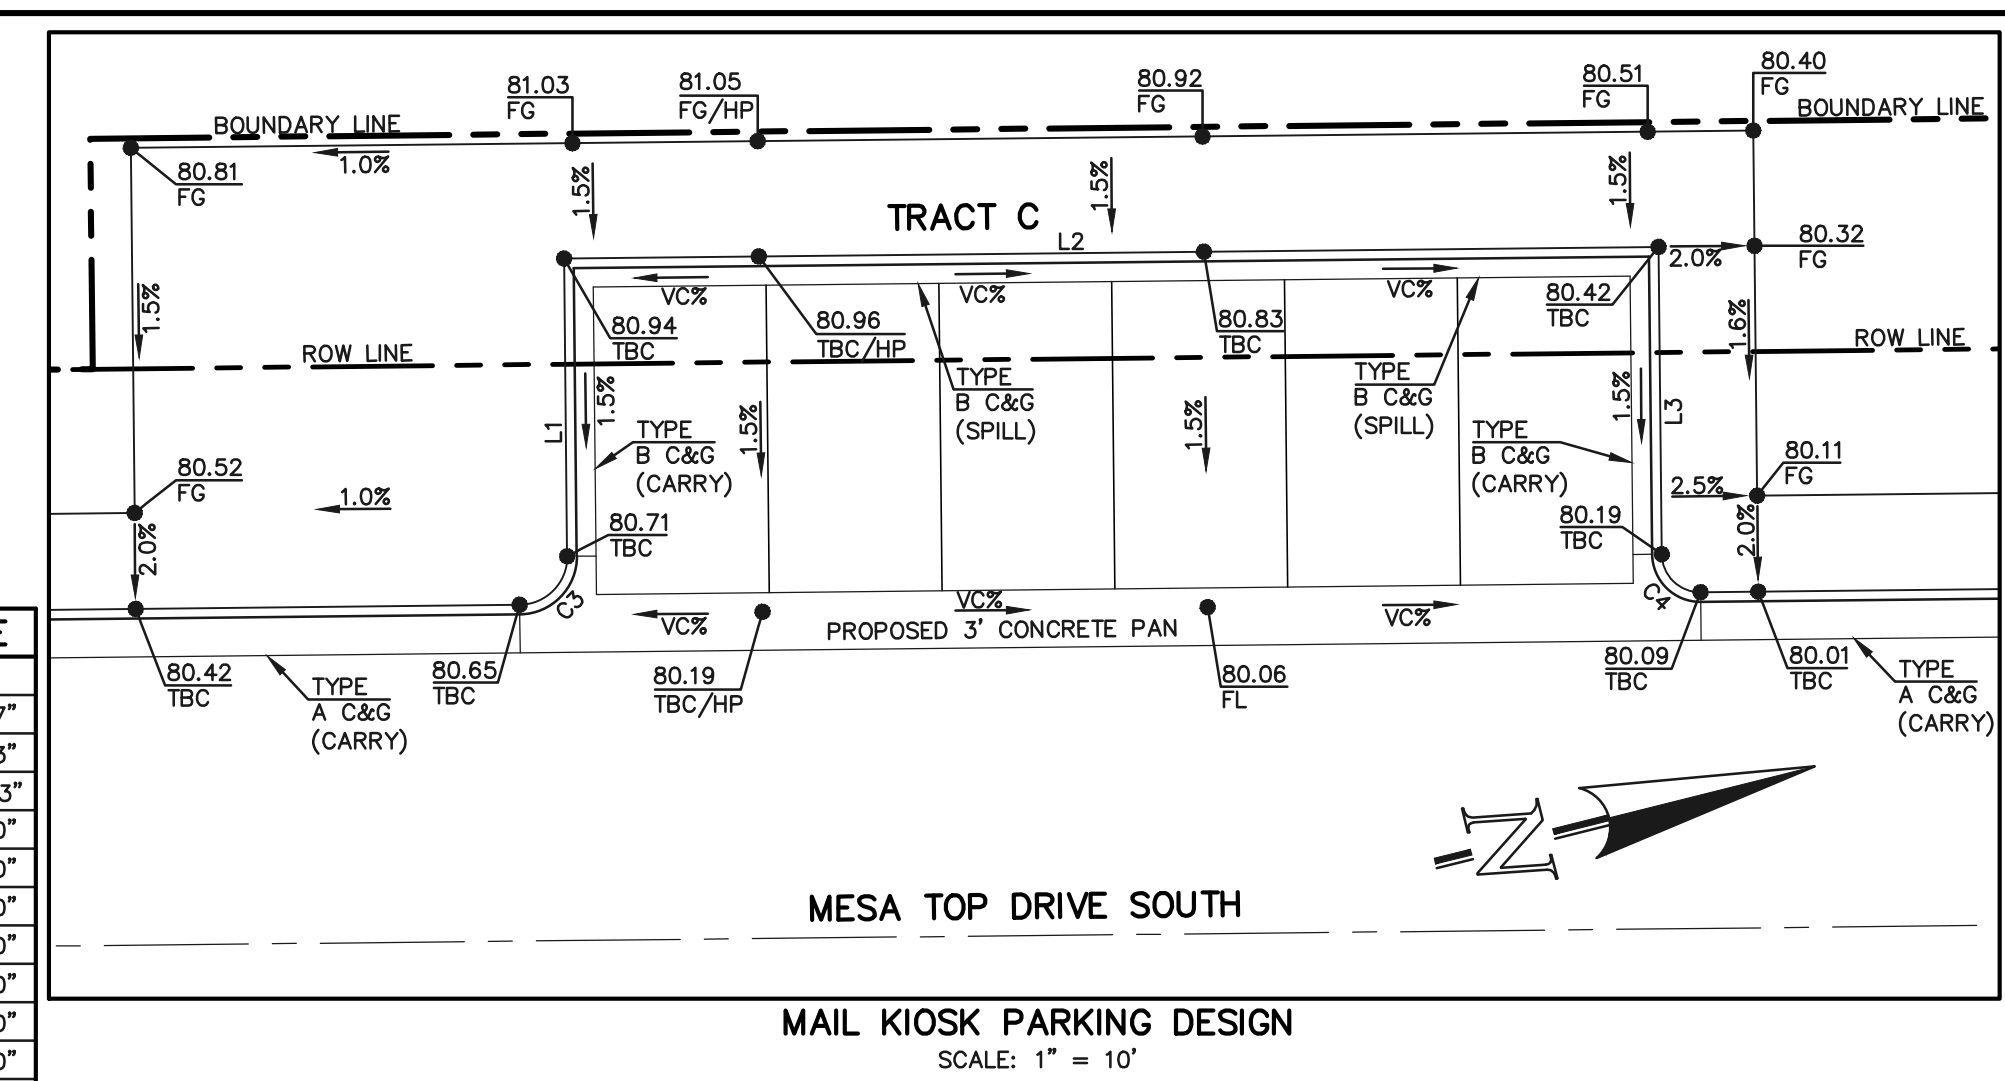 81.03
FG
81.05
FG/HP
80.92
FG
80.51
FG
80.40
FG
BOUNDARY LINE
BOUNDARY LINE
1.0%
80.81
FG
1.5%
1.5%
1.5%
TRACT C
L2
80.32
FG
2.0%
VC%
VC%
VC%
1.5%
80.94
TBC
80.96
TBC/HP
80.83
TBC
80.42
TBC
1.6%
ROW LINE
ROW LINE
L1
1.5%
1.5%
TYPE
B C&G
(CARRY)
TYPE
B C&G
(SPILL)
1.5%
TYPE
B C&G
(SPILL)
TYPE
B C&G
(CARRY)
1.5%
L3
80.52
FG
1.0%
80.11
FG
2.5%
2.0%
80.71
TBC
80.19
TBC
2.0%
C3
C4
VC%
VC%
VC%
PROPOSED 3' CONCRETE PAN
80.42
TBC
TYPE
A C&G
(CARRY)
80.65
TBC
80.19
TBC/HP
80.06
FL
80.09
TBC
80.01
TBC
TYPE
A C&G
(CARRY)
N
MESA TOP DRIVE SOUTH
MAIL KIOSK PARKING DESIGN
SCALE: 1" = 10'